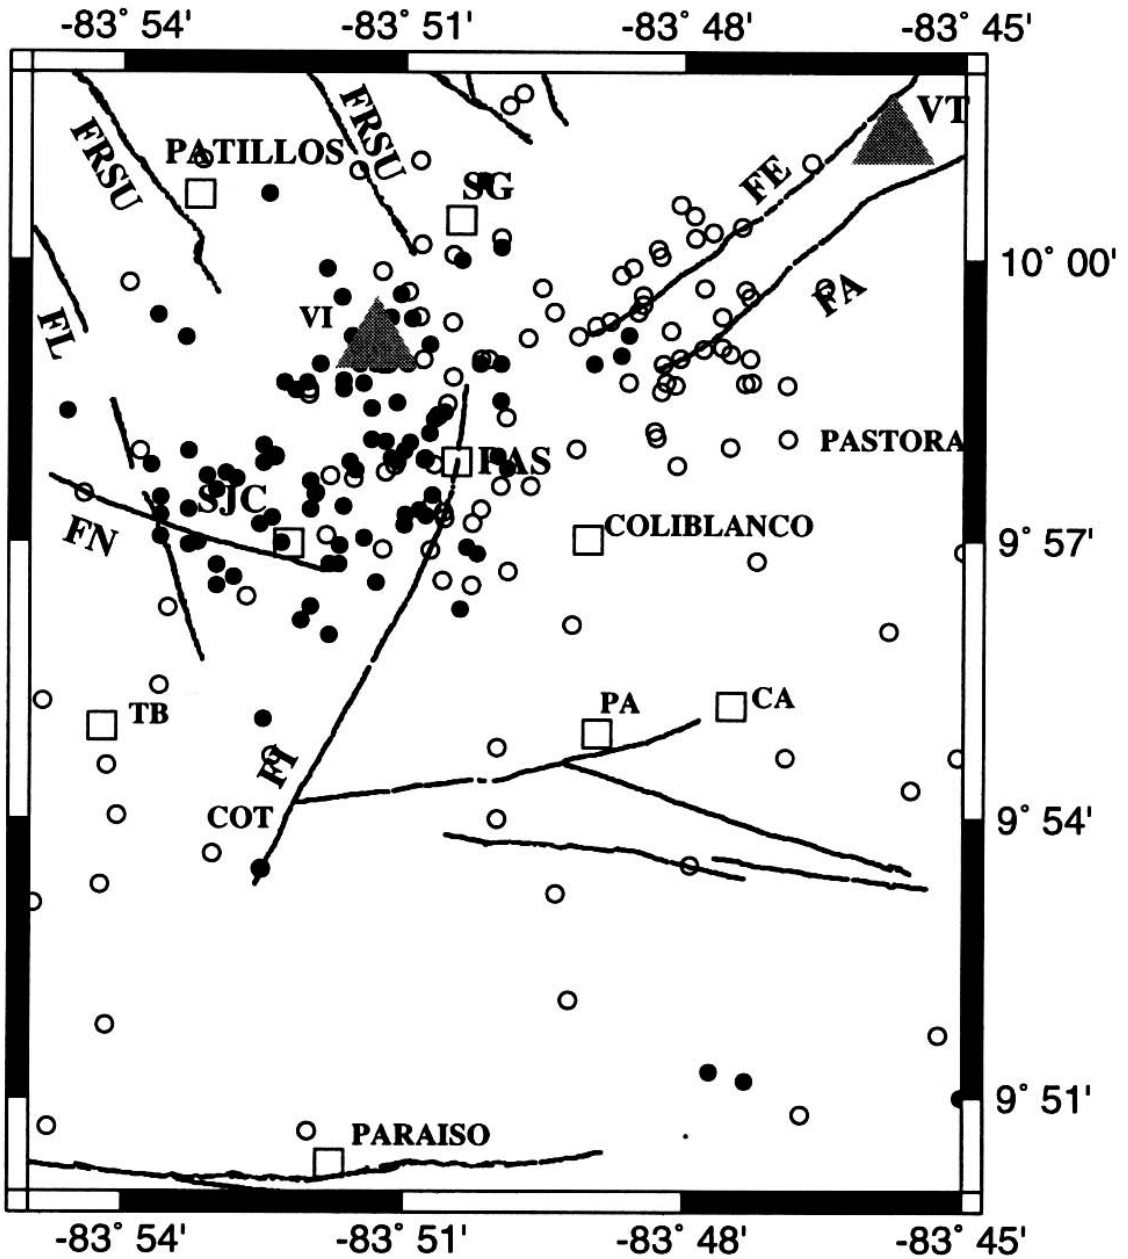 -83° 54' -83° 51' -83° 48' -83° 45'
VT
FRSU
FRSU
PATILLOS
SG
FE
10° 00'
FA
VI
FL
PASTORA
PAS
SJC
COLIBLANCO
FN
9° 57'
PA
CA
TB
FI
COT
9° 54'
9° 51'
PARAISO
-83° 54' -83° 51' -83° 48' -83° 45'